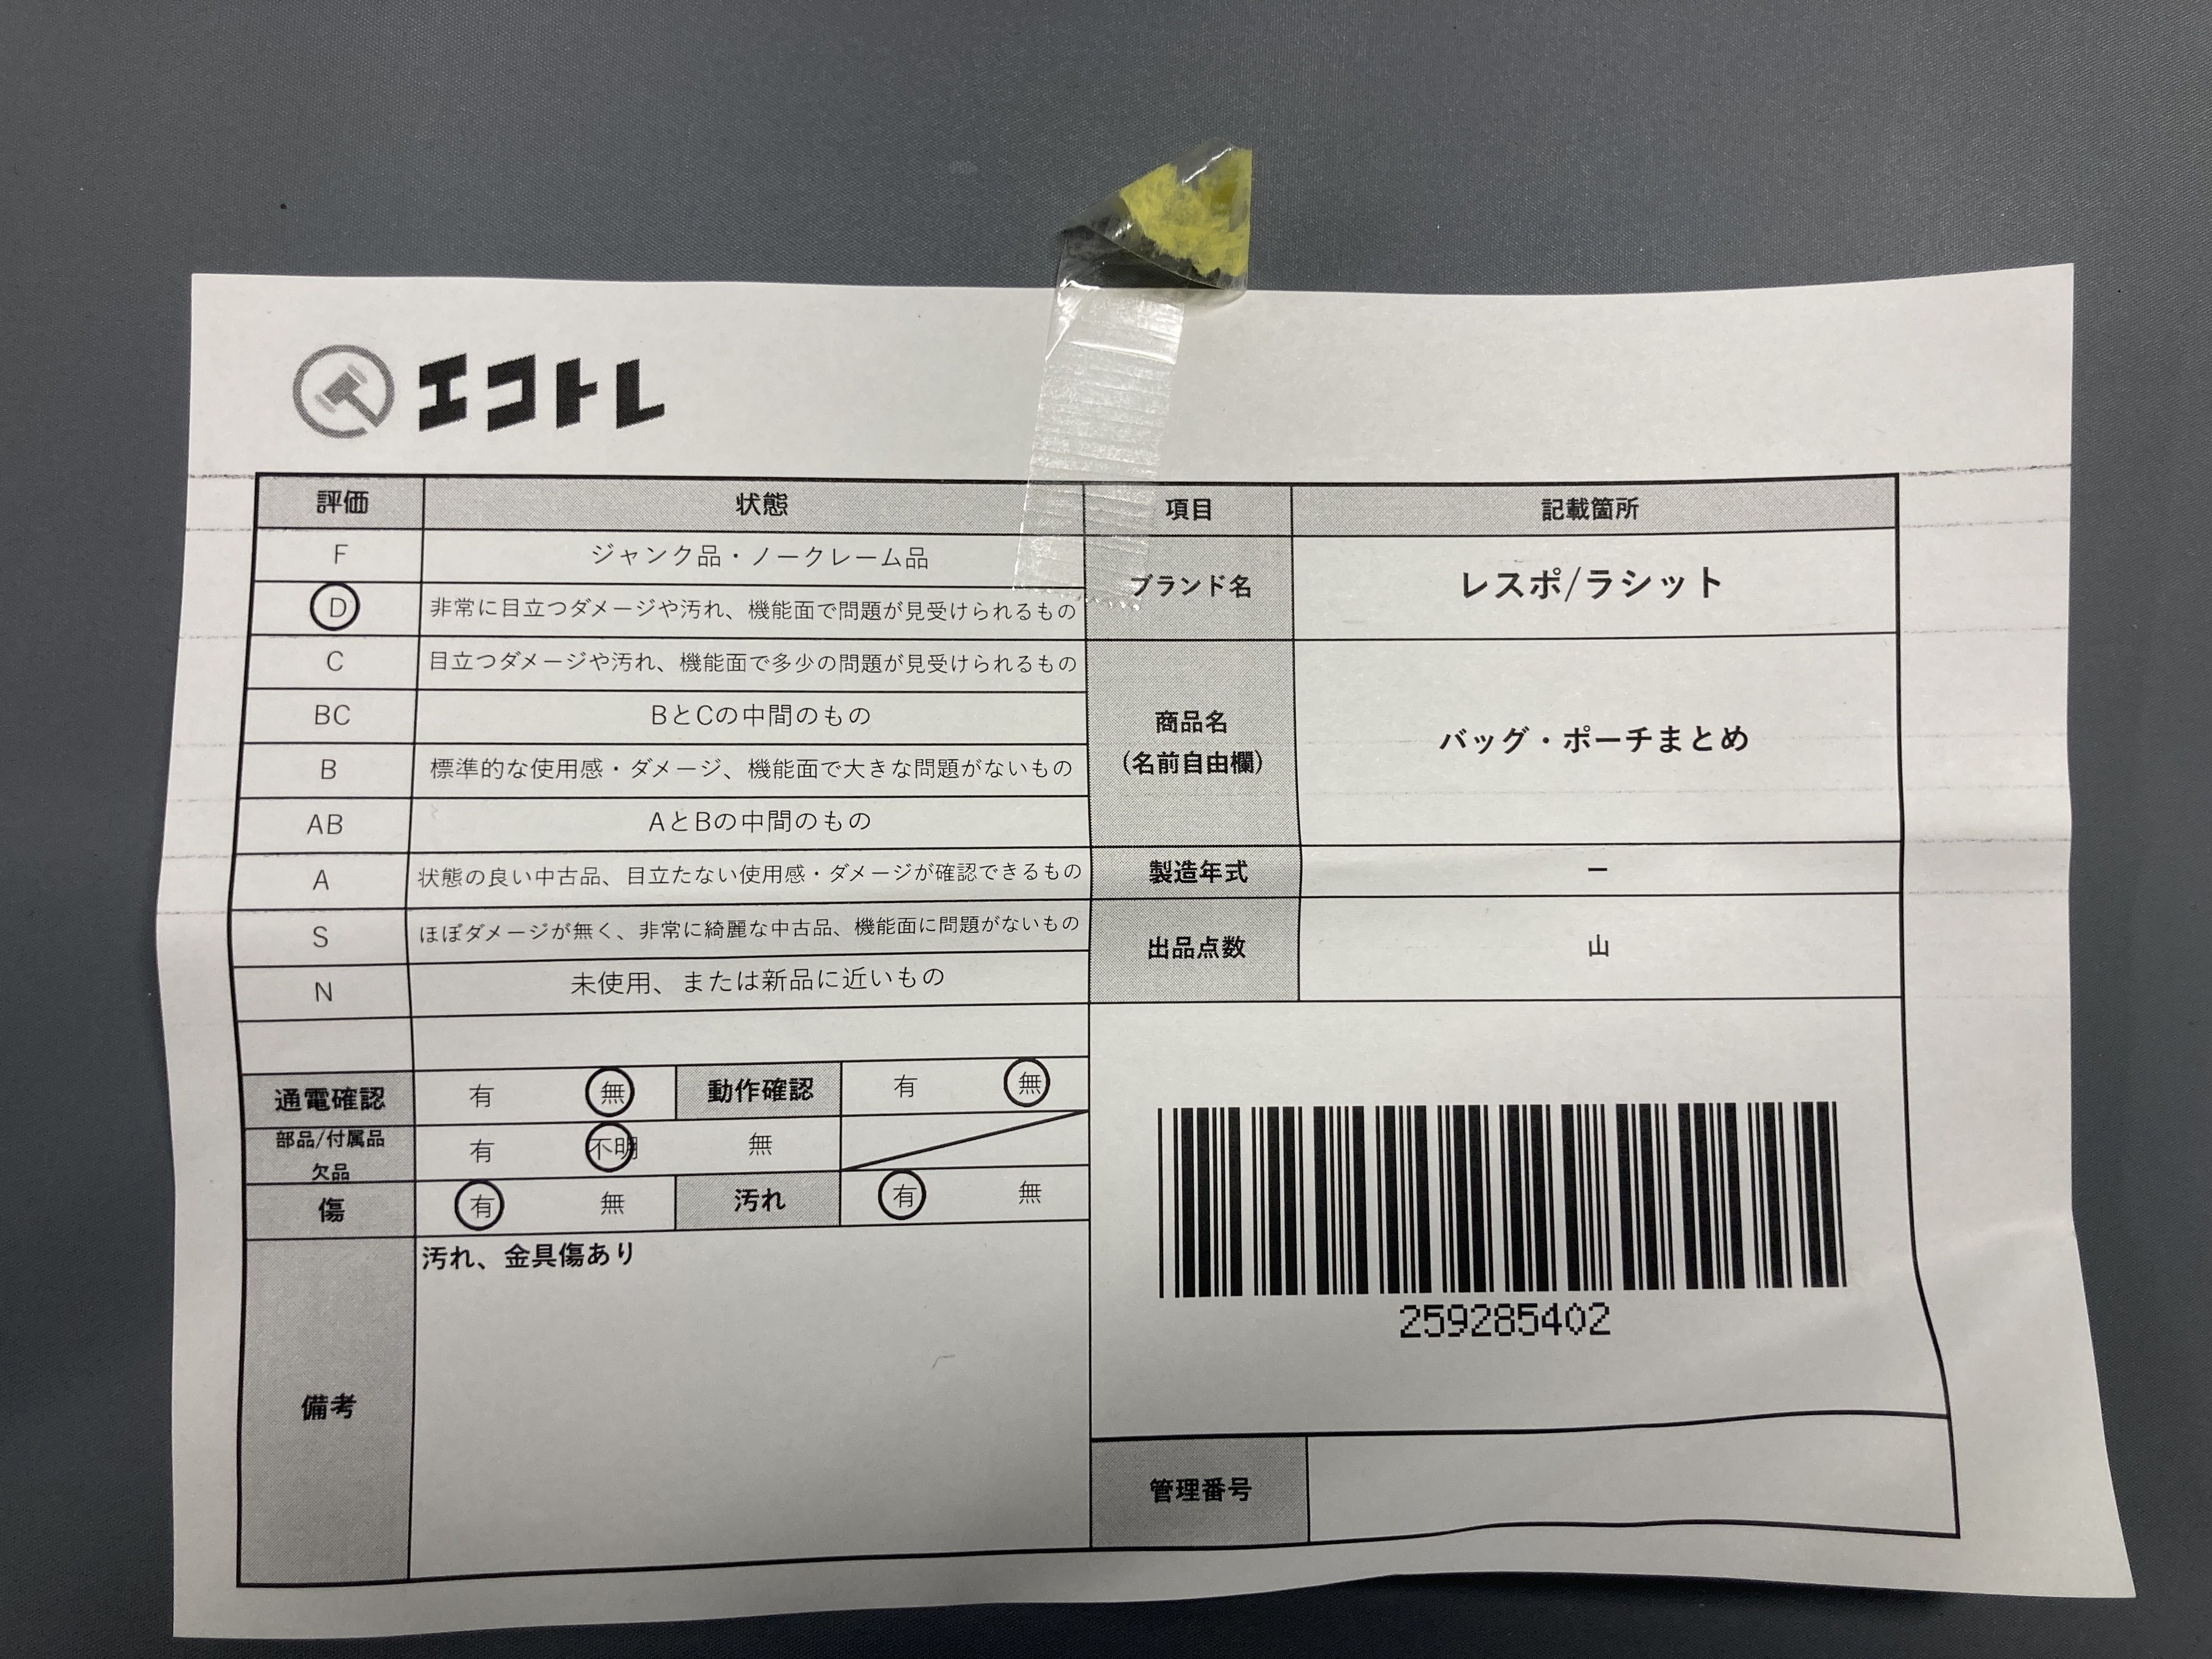 エコトレ
評価 状態 項目 記載箇所
F ジャンク品・ノークレーム品
D 非常に目立つダメージや汚れ、機能面で問題が見受けられるもの
ブランド名 レスポ/ラシット
C 目立つダメージや汚れ、機能面で多少の問題が見受けられるもの
BC BとCの中間のもの
商品名
(名前自由欄)
バッグ・ポーチまとめ
B 標準的な使用感・ダメージ、機能面で大きな問題がないもの
AB AとBの中間のもの
A 状態の良い中古品、目立たない使用感・ダメージが確認できるもの
製造年式 ー
S ほぼダメージが無く、非常に綺麗な中古品、機能面に問題がないもの
出品点数 山
N 未使用、または新品に近いもの
通電確認 有 無 動作確認 有 無
部品/付属品
欠品
有 不明 無
傷 有 無 汚れ 有 無
備考
汚れ、金具傷あり
259285402
管理番号